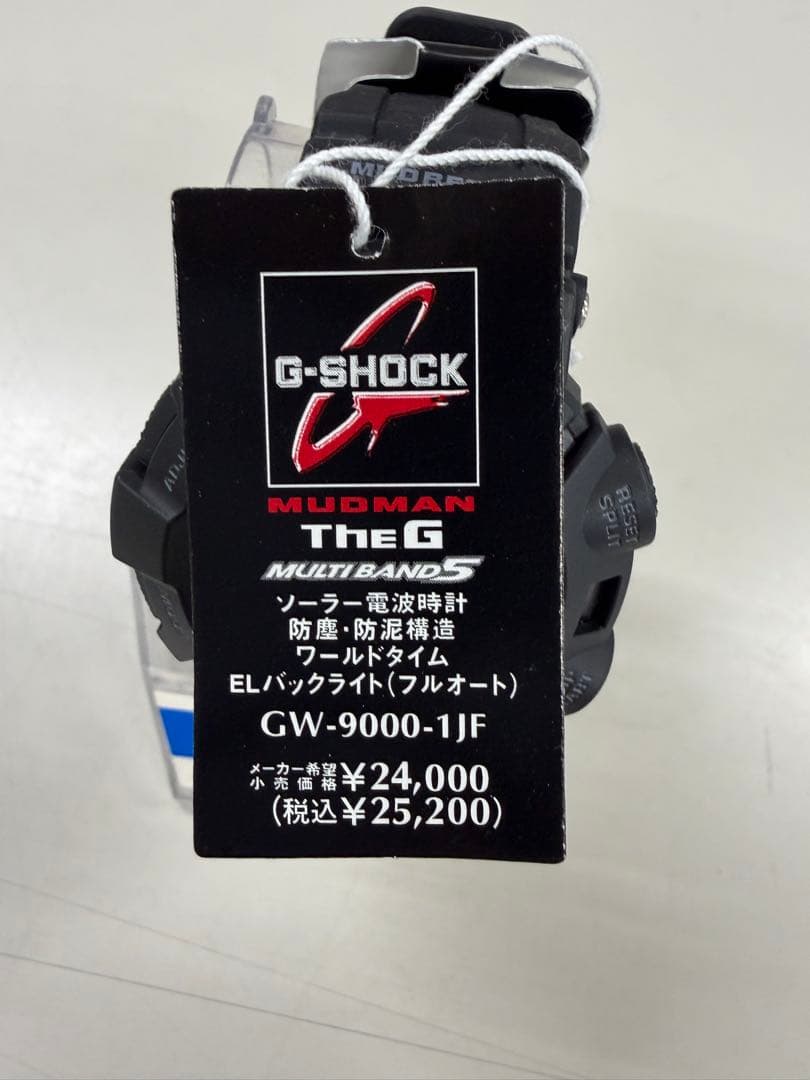 G-SHOCK
MUDMAN
THE G
MULTI BAND 5
ソーラー電波時計
防塵・防泥構造
ワールドタイム
ELバックライト(フルオート)
GW-9000-1JF
メーカー希望
小売価格 ¥24,000
(税込¥25,200)
RESET
SPLIT